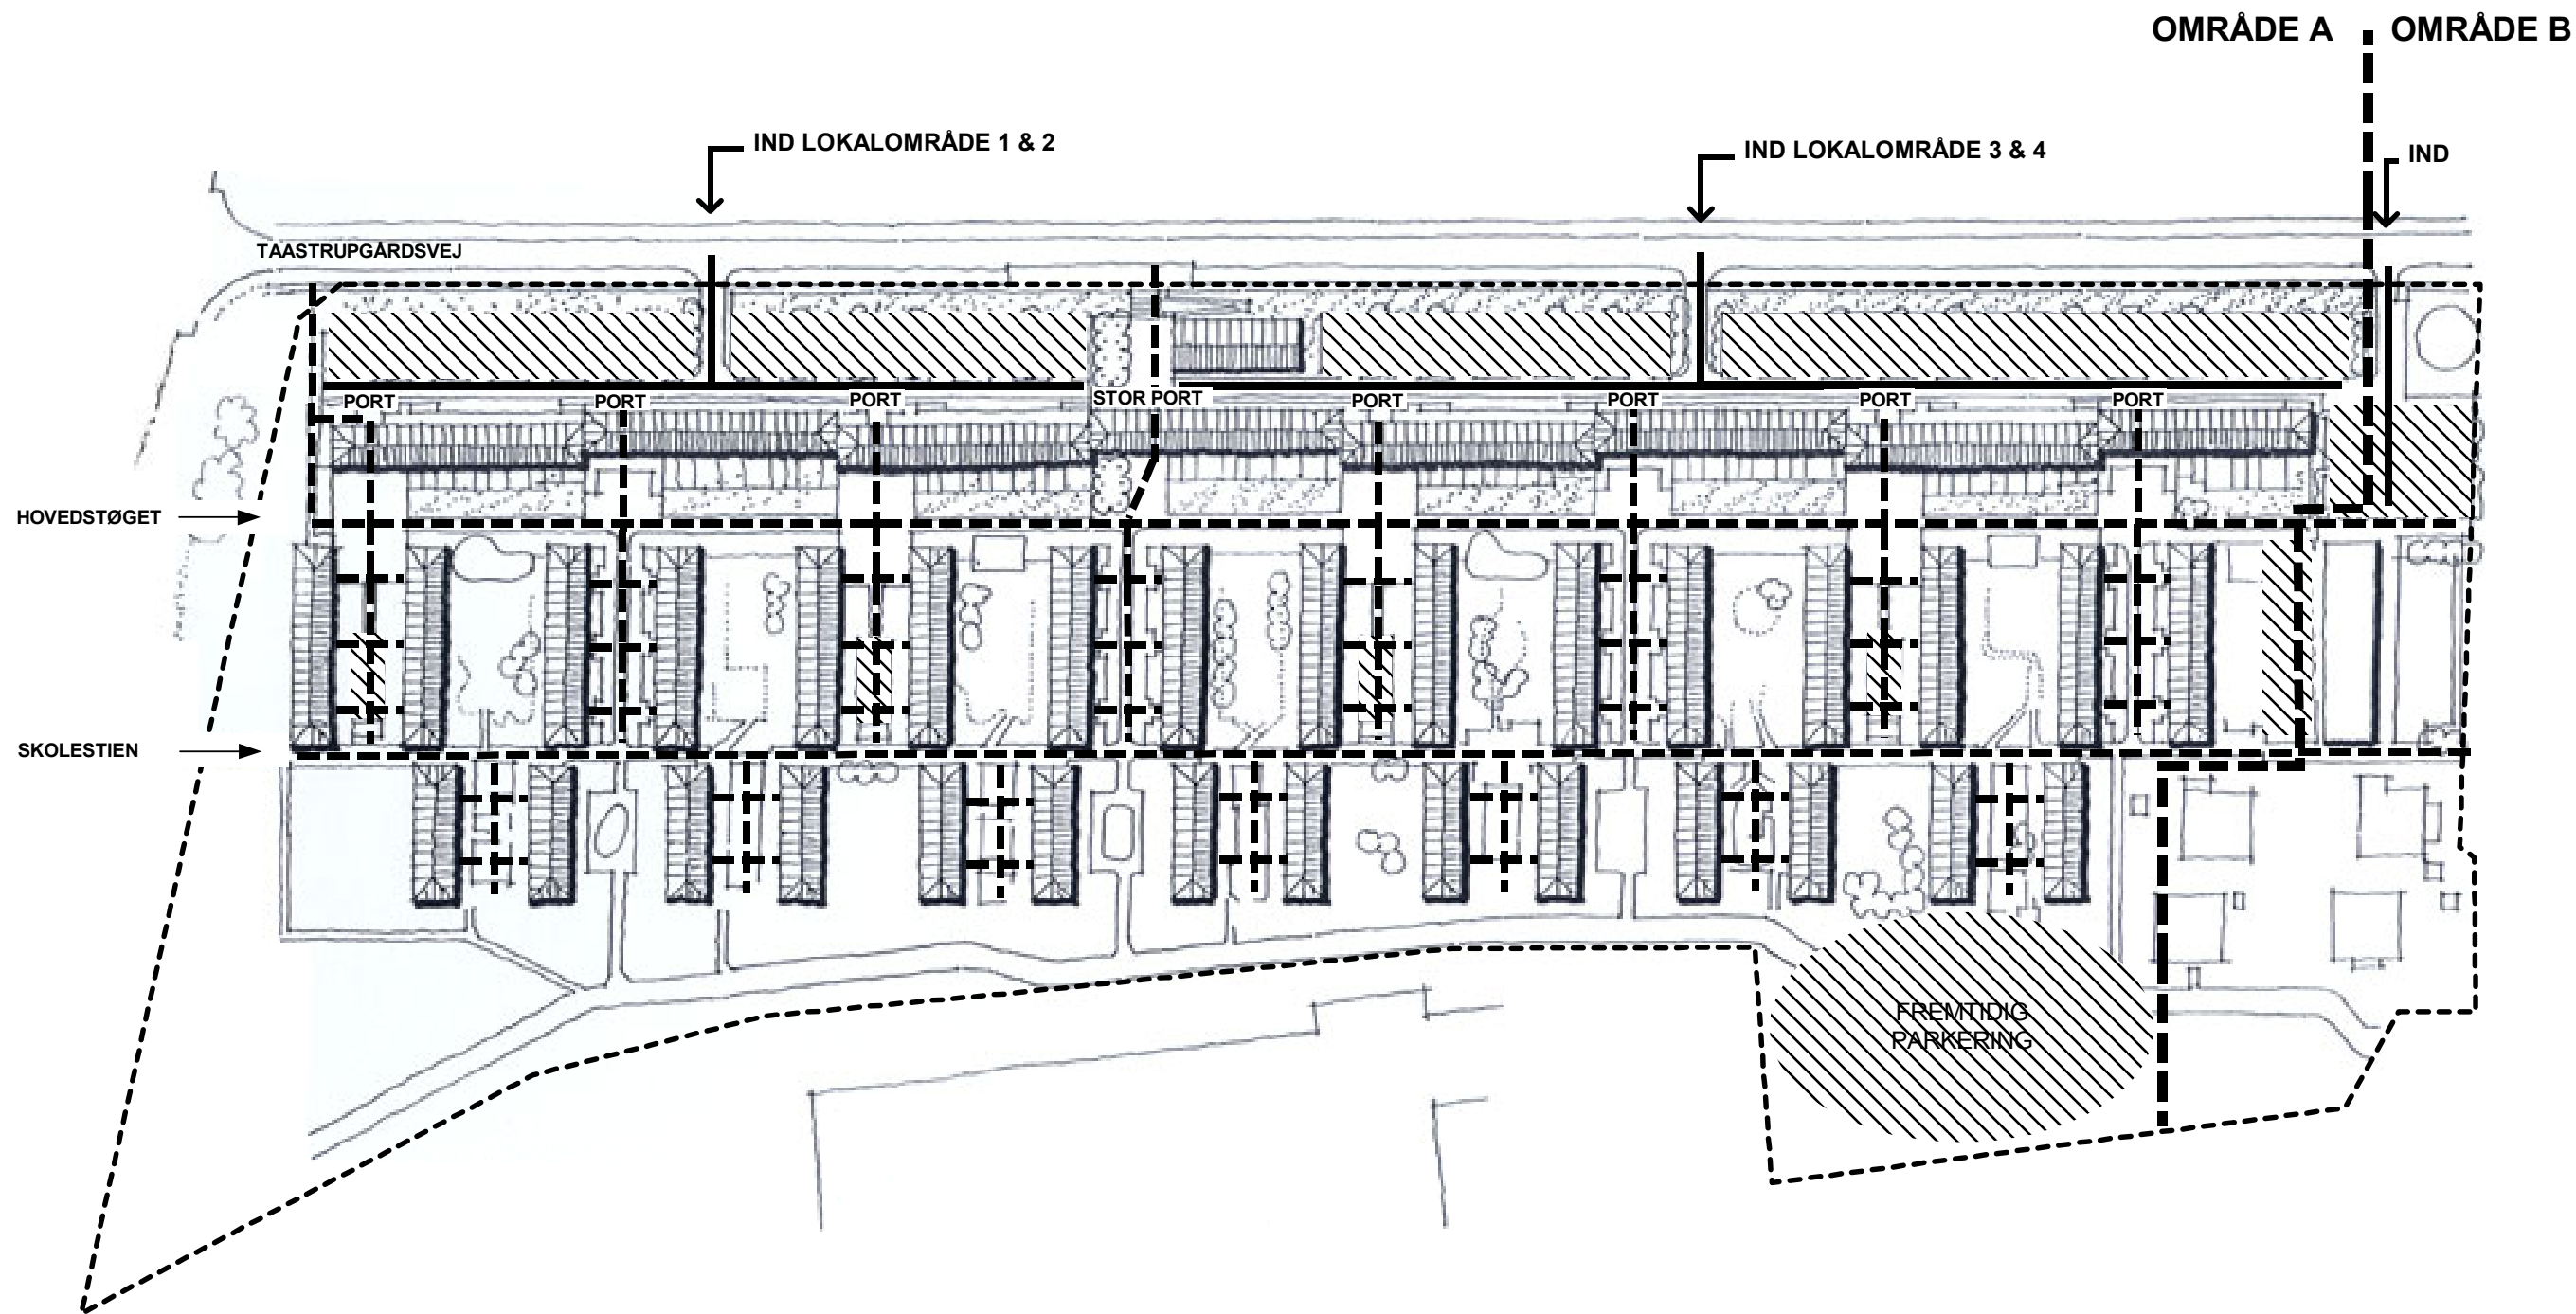 OMRÅDE A
OMRÅDE B
IND LOKALOMRÅDE 1 & 2
IND LOKALOMRÅDE 3 & 4
IND
TAASTRUPGÅRDSVEJ
PORT
PORT
PORT
STOR PORT
PORT
PORT
PORT
PORT
HOVEDSTØGET
SKOLESTIEN
FREMTIDIG
PARKERING